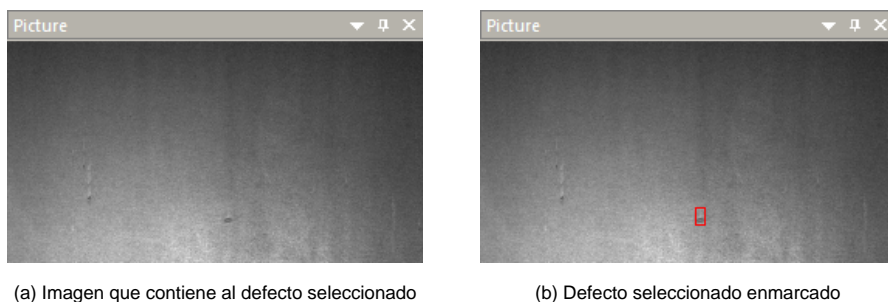 Picture
Picture
(a) Imagen que contiene al defecto seleccionado
(b) Defecto seleccionado enmarcado